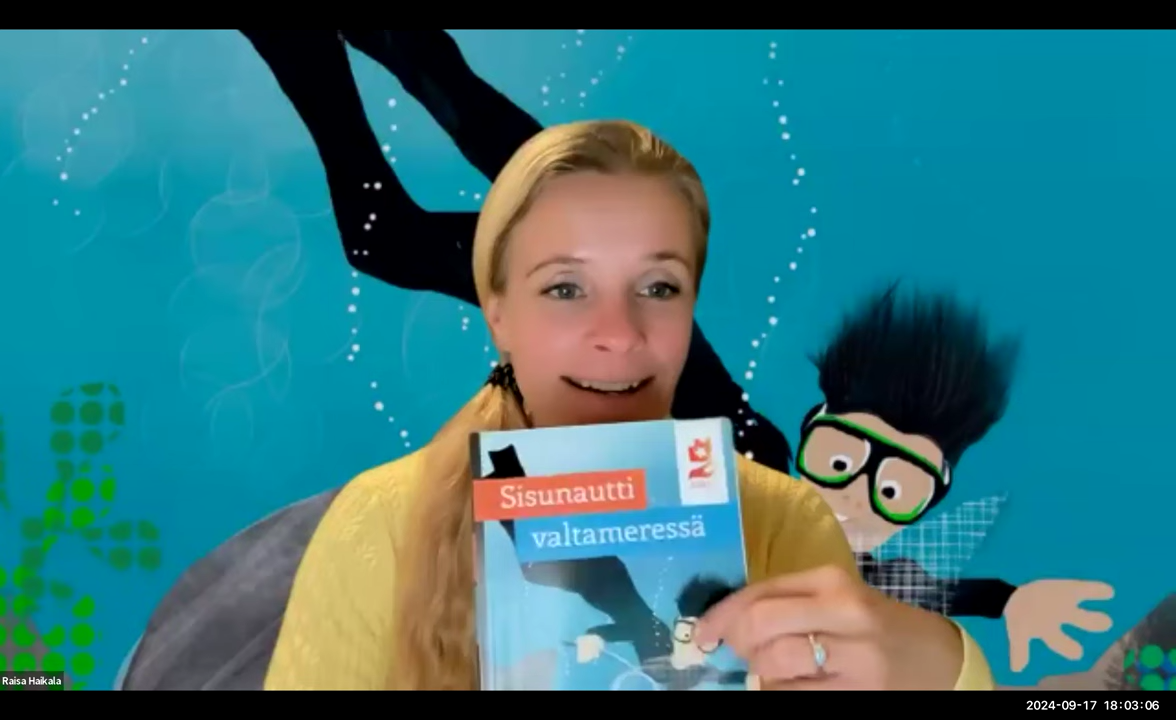 Sisunautti
valtameressä
Raisa Haikala
2024-09-17 18:03:06